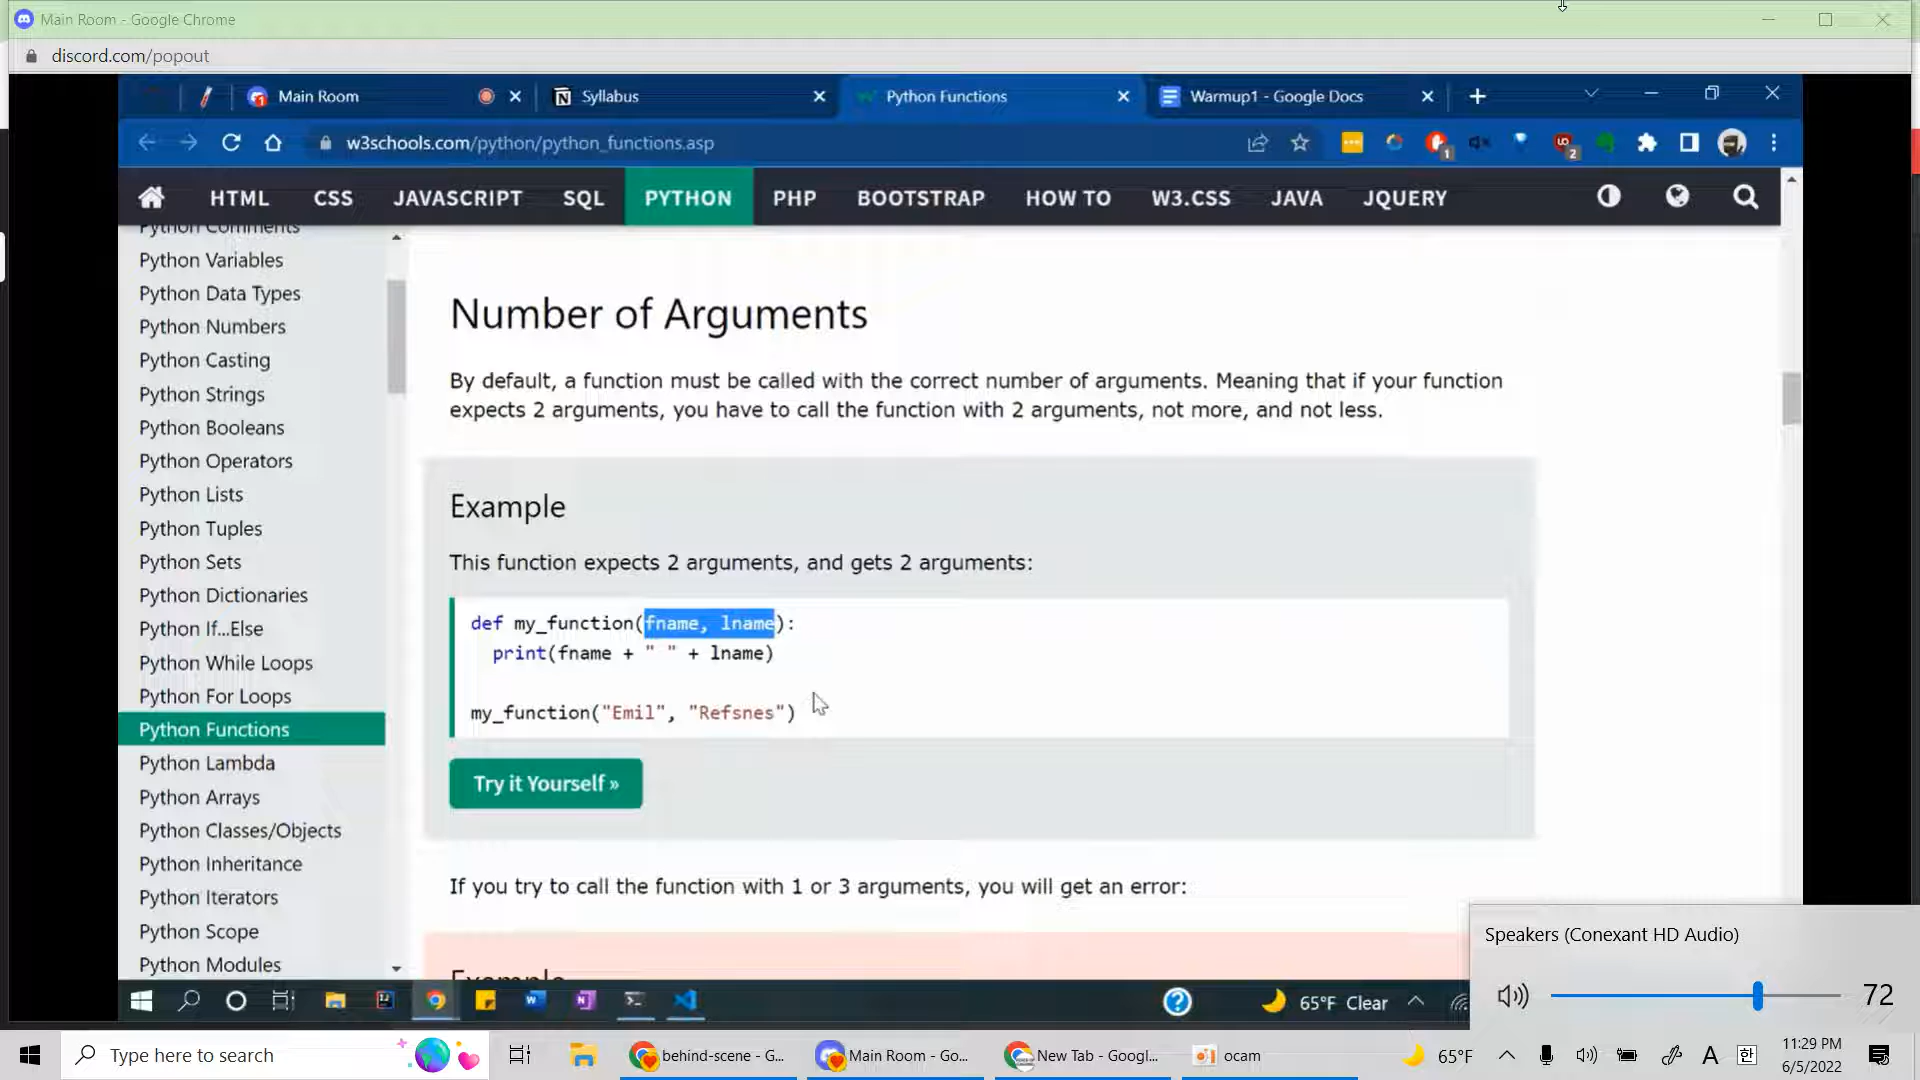 Main Room - Google Chrome
discord.com/popout
Main Room
Syllabus
Python Functions
Warmup1 - Google Docs
w3schools.com/python/python_functions.asp
HTML CSS JAVASCRIPT SQL PYTHON PHP BOOTSTRAP HOW TO W3.CSS JAVA JQUERY
Python Comments
Python Variables
Python Data Types
Python Numbers
Python Casting
Python Strings
Python Booleans
Python Operators
Python Lists
Python Tuples
Python Sets
Python Dictionaries
Python If...Else
Python While Loops
Python For Loops
Python Functions
Python Lambda
Python Arrays
Python Classes/Objects
Python Inheritance
Python Iterators
Python Scope
Python Modules
Number of Arguments
By default, a function must be called with the correct number of arguments. Meaning that if your function
expects 2 arguments, you have to call the function with 2 arguments, not more, and not less.
Example
This function expects 2 arguments, and gets 2 arguments:
def my_function(fname, lname):
print(fname + " " + lname)
my_function("Emil", "Refsnes")
Try it Yourself »
If you try to call the function with 1 or 3 arguments, you will get an error:
Example
Speakers (Conexant HD Audio)
72
65°F Clear
Type here to search
behind-scene - G...
Main Room - Go...
New Tab - Googl...
ocam
65°F
A
한
11:29 PM
6/5/2022